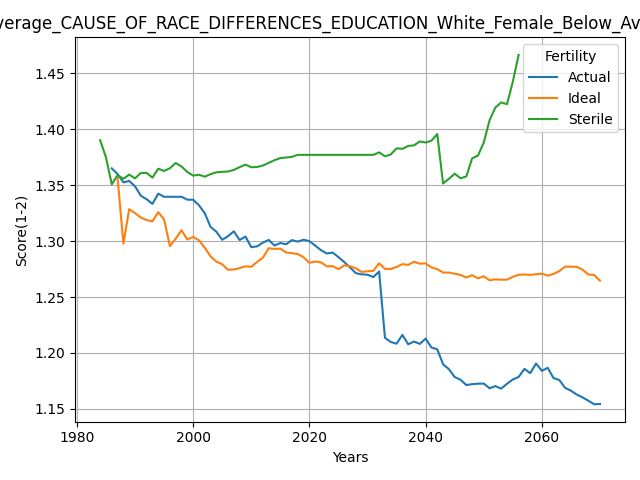 verage_CAUSE_OF_RACE_DIFFERENCES_EDUCATION_White_Female_Below_Av
Fertility
Actual
Ideal
Sterile
Score(1-2)
1.45
1.40
1.35
1.30
1.25
1.20
1.15
1980
2000
2020
2040
2060
Years